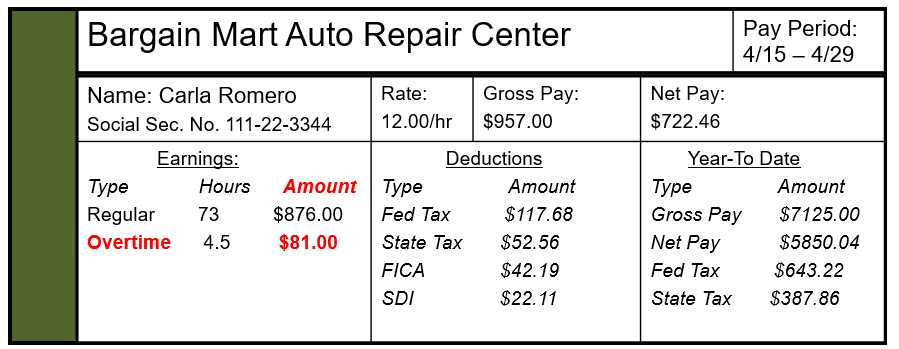 Bargain Mart Auto Repair Center
Pay Period:
4/15 – 4/29
Name: Carla Romero
Social Sec. No. 111-22-3344
Rate:
12.00/hr
Gross Pay:
$957.00
Net Pay:
$722.46
Earnings:
Type Hours Amount
Regular 73 $876.00
Overtime 4.5 $81.00
Deductions
Type Amount
Fed Tax $117.68
State Tax $52.56
FICA $42.19
SDI $22.11
Year-To Date
Type Amount
Gross Pay $7125.00
Net Pay $5850.04
Fed Tax $643.22
State Tax $387.86